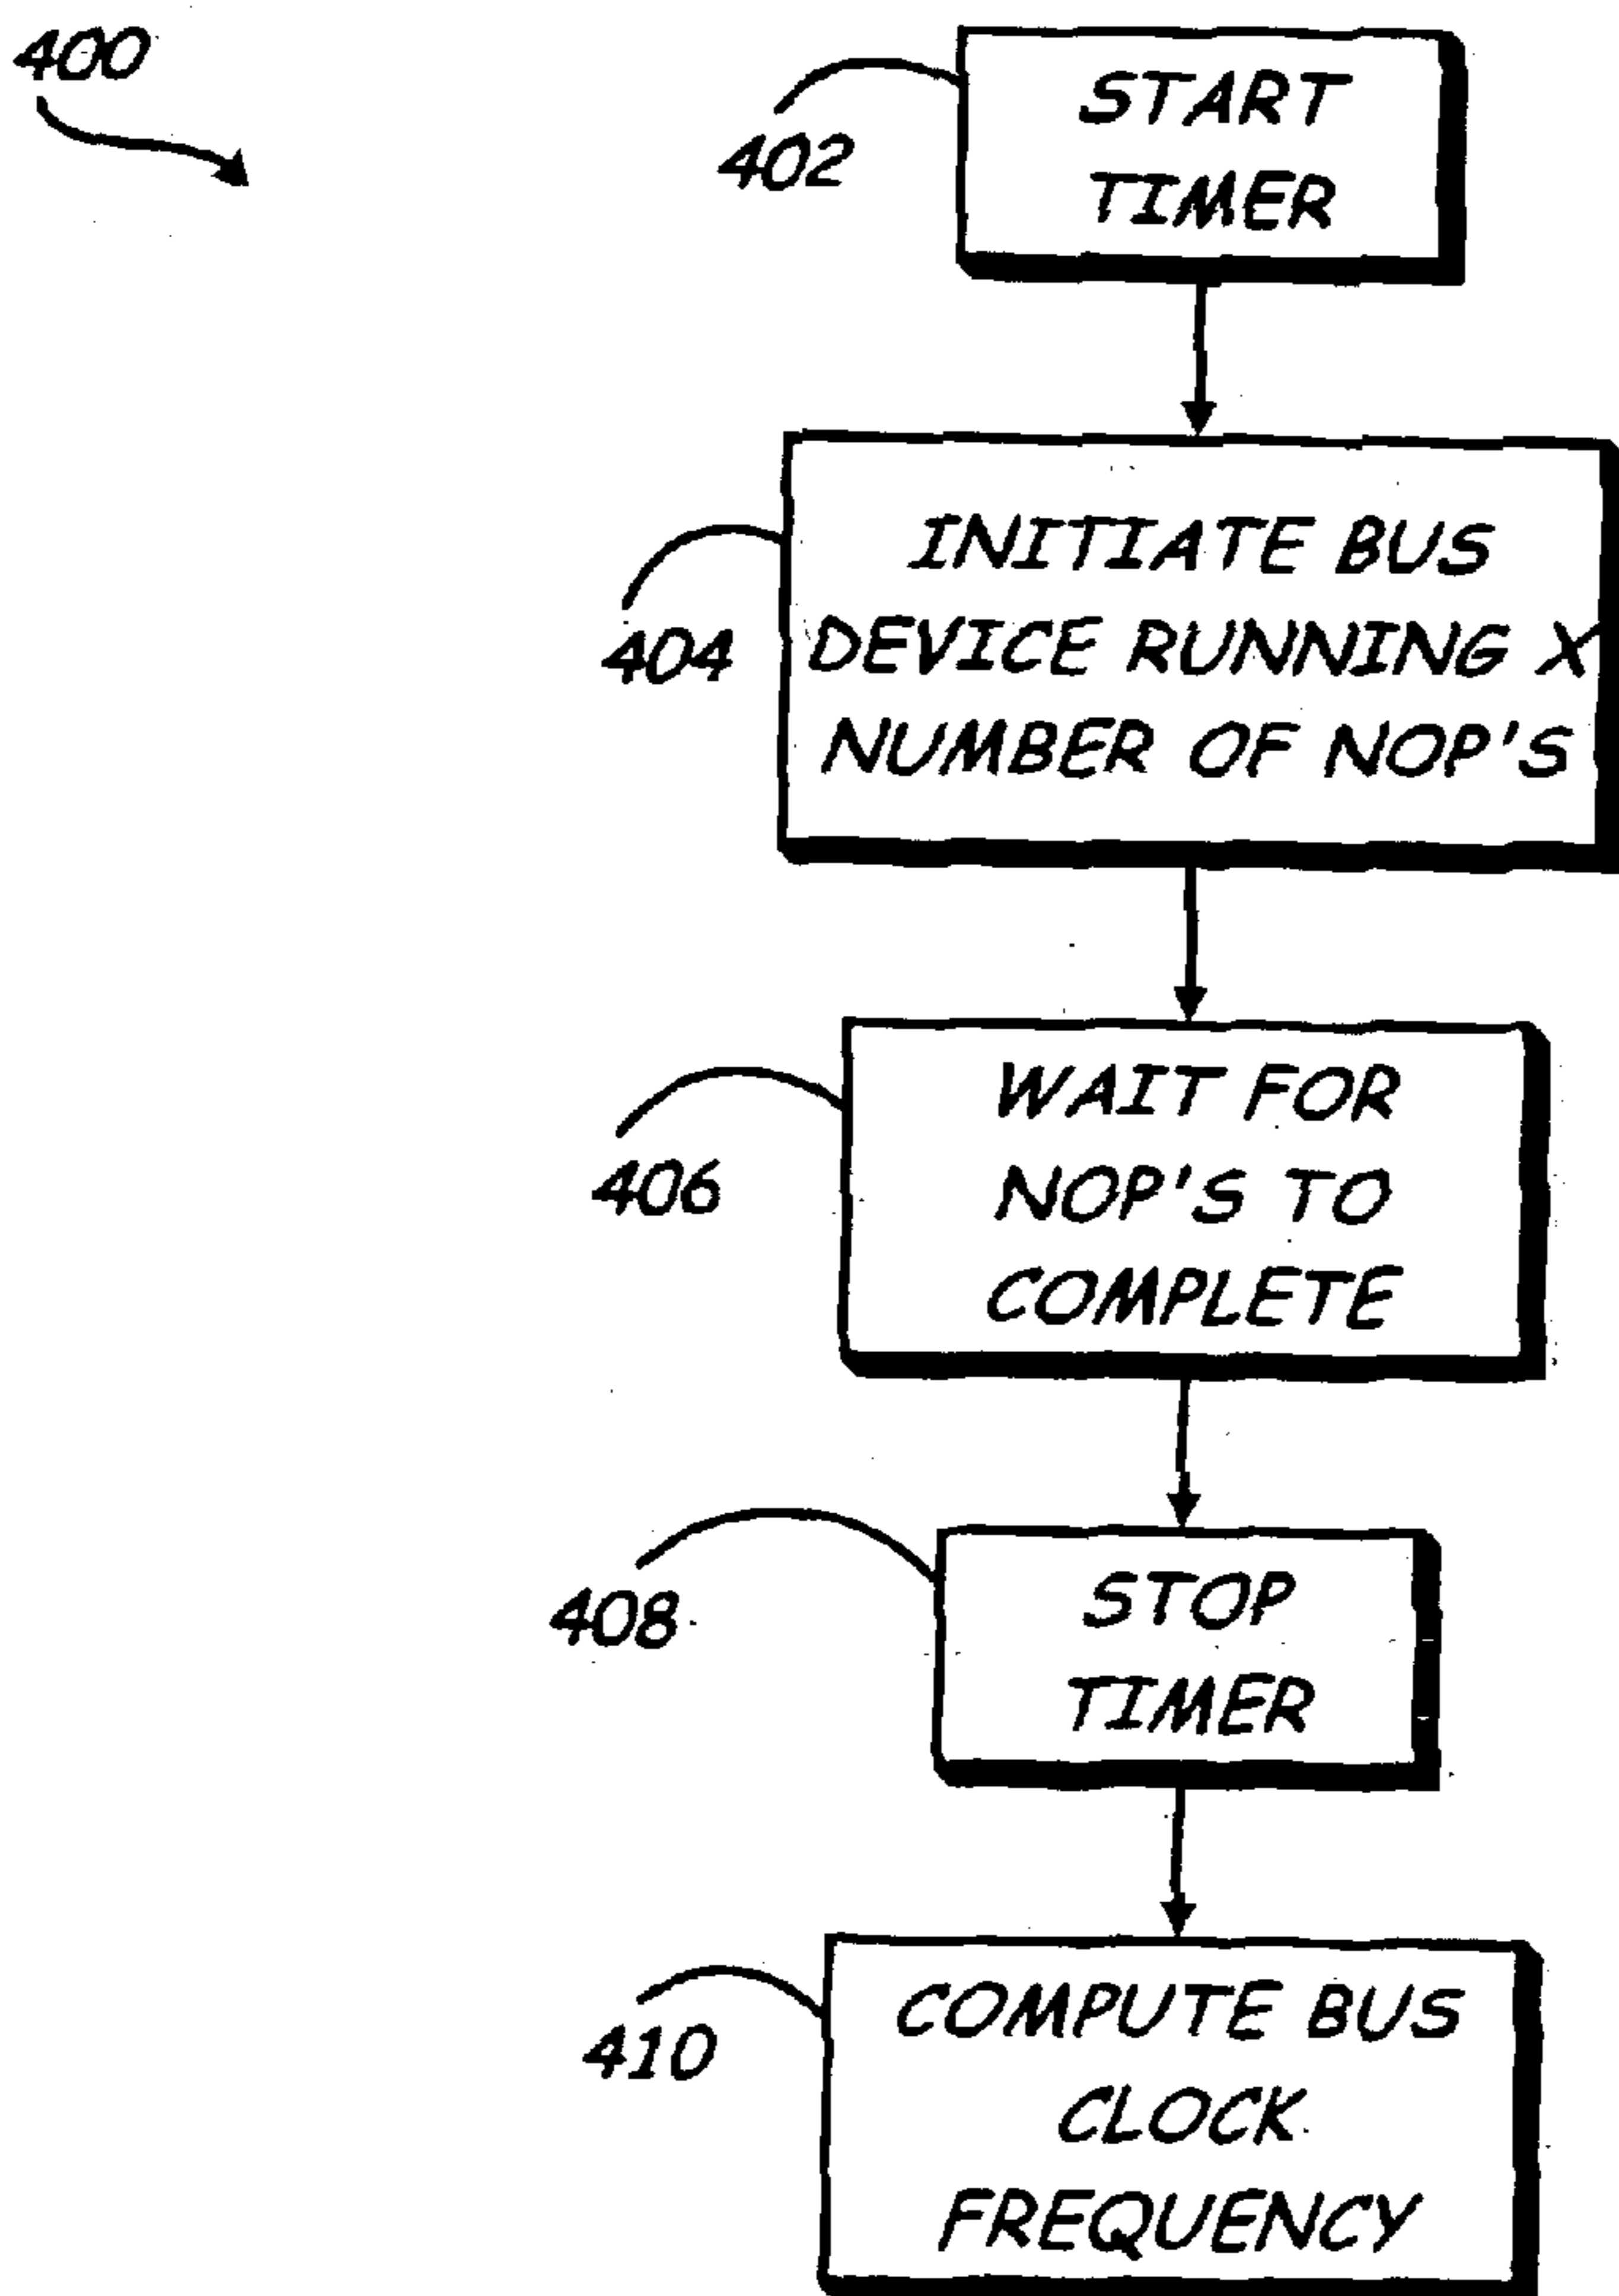 400
402
START
TIMER
404
INITIATE BUS
DEVICE RUNNING X
NUMBER OF NOP'S
406
WAIT FOR
NOP'S TO
COMPLETE
408
STOP
TIMER
410
COMPUTE BUS
CLOCK
FREQUENCY